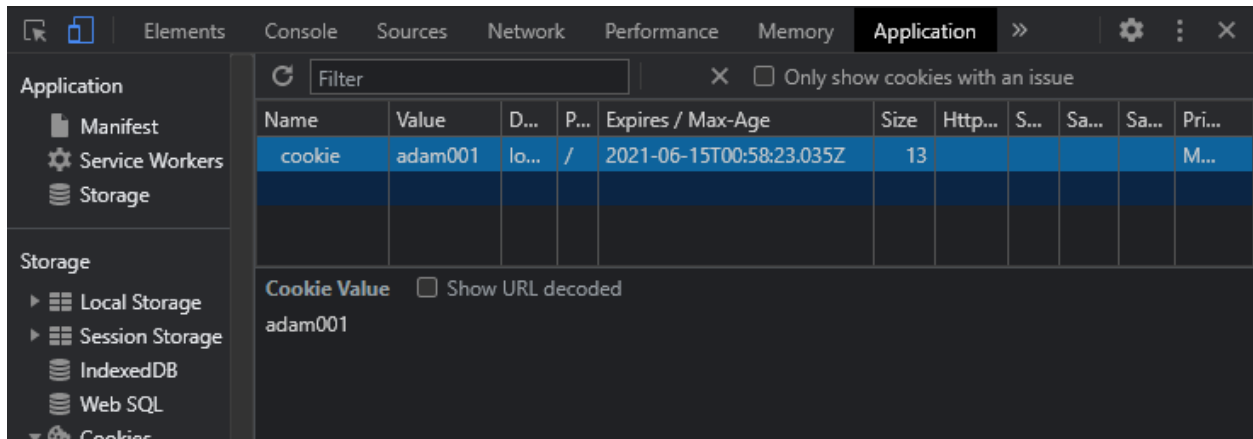 Elements Console Sources Network Performance Memory Application »
Application
Manifest
Service Workers
Storage
Storage
Local Storage
Session Storage
IndexedDB
Web SQL
Cookies
Filter Only show cookies with an issue
Name Value D... P... Expires / Max-Age Size Http... S... Sa... Sa... Pri...
cookie adam001 lo... / 2021-06-15T00:58:23.035Z 13 M...
Cookie Value Show URL decoded
adam001